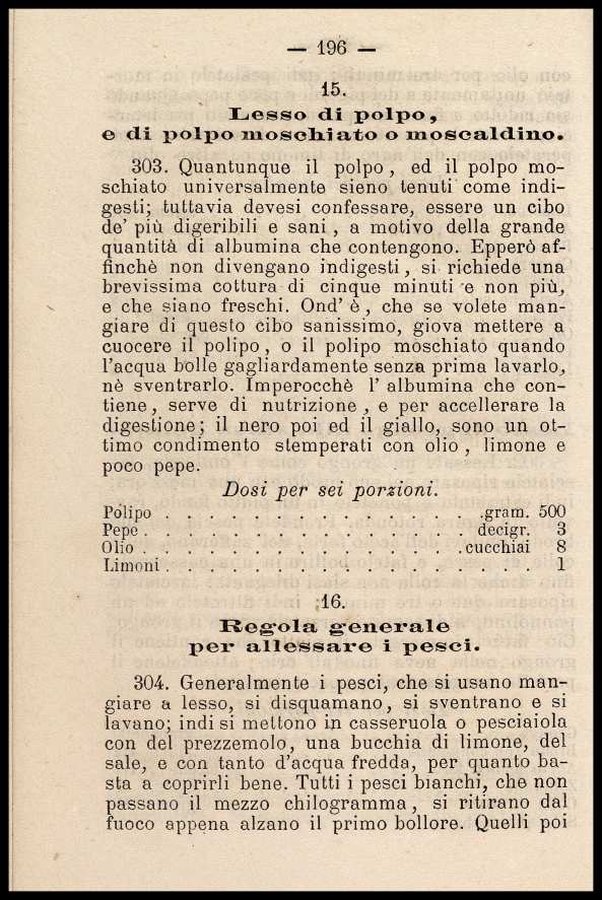 — 196 —
15.
Lesso di polpo,
e di polpo moschiato o moscaldino.
303. Quantunque il polpo, ed il polpo mo-
schiato universalmente sieno tenuti come indi-
gesti; tuttavia devesi confessare, essere un cibo
de' più digeribili e sani, a motivo della grande
quantità di albumina che contengono. Epperò af-
finchè non divengano indigesti, si richiede una
brevissima cottura di cinque minuti e non più,
e che siano freschi. Ond' è, che se volete man-
giare di questo cibo sanissimo, giova mettere a
cuocere il polipo, o il polipo moschiato quando
l'acqua bolle gagliardamente senza prima lavarlo,
nè sventrarlo. Imperocchè l' albumina che con-
tiene, serve di nutrizione, e per accellerare la
digestione; il nero poi ed il giallo, sono un ot-
timo condimento stemperati con olio, limone e
poco pepe.
Dosi per sei porzioni.
Polipo . . . . . . . . . . . . .gram. 500
Pepe . . . . . . . . . . . . . decigr. 3
Olio . . . . . . . . . . . . . cucchiai 8
Limoni . . . . . . . . . . . . . . . 1
16.
Regola generale
per allessare i pesci.
304. Generalmente i pesci, che si usano man-
giare a lesso, si disquamano, si sventrano e si
lavano; indi si mettono in casseruola o pesciaiola
con del prezzemolo, una bucchia di limone, del
sale, e con tanto d'acqua fredda, per quanto ba-
sta a coprirli bene. Tutti i pesci bianchi, che non
passano il mezzo chilogramma, si ritirano dal
fuoco appena alzano il primo bollore. Quelli poi